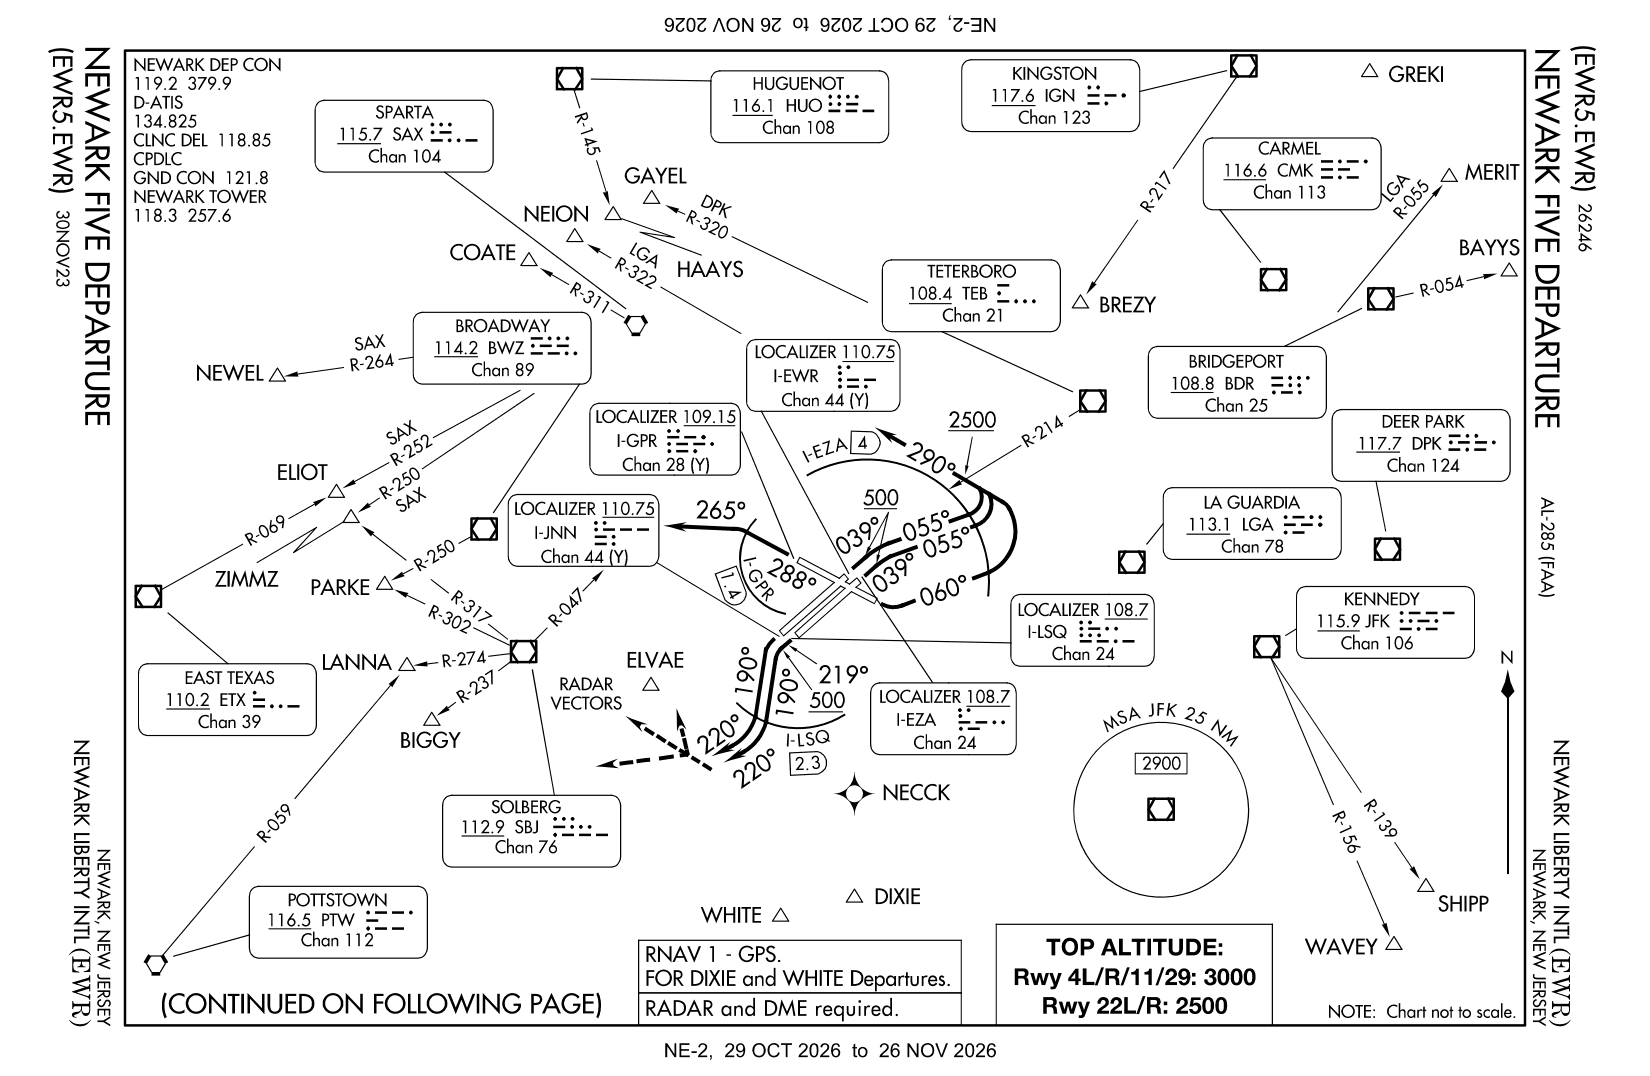 NE-2, 29 OCT 2026 to 26 NOV 2026
NEWARK FIVE DEPARTURE
(EWR5.EWR) 30NOV23
NEWARK LIBERTY INTL (EWR)
NEWARK, NEW JERSEY
NEWARK DEP CON
119.2 379.9
D-ATIS
134.825
CLNC DEL 118.85
CPDLC
GND CON 121.8
NEWARK TOWER
118.3 257.6
SPARTA
115.7 SAX
Chan 104
HUGUENOT
116.1 HUO
Chan 108
KINGSTON
117.6 IGN
Chan 123
GREKI
CARMEL
116.6 CMK
Chan 113
MERIT
LGA
R-055
BAYYS
R-054
R-145
GAYEL
DPK
R-320
NEION
HAAYS
LGA
R-322
COATE
R-311
R-217
BREZY
TETERBORO
108.4 TEB
Chan 21
BROADWAY
114.2 BWZ
Chan 89
SAX
R-264
NEWEL
LOCALIZER 110.75
I-EWR
Chan 44 (Y)
BRIDGEPORT
108.8 BDR
Chan 25
LOCALIZER 109.15
I-GPR
Chan 28 (Y)
DEER PARK
117.7 DPK
Chan 124
R-214
2500
I-EZA 4
290°
SAX
R-252
R-250
SAX
ELIOT
R-069
ZIMMZ
LOCALIZER 110.75
I-JNN
Chan 44 (Y)
265°
500
039°
055°
055°
039°
060°
288°
I-GPR
1.4
LA GUARDIA
113.1 LGA
Chan 78
R-250
PARKE
R-317
R-302
R-047
LANNA
R-274
R-237
BIGGY
EAST TEXAS
110.2 ETX
Chan 39
LOCALIZER 108.7
I-LSQ
Chan 24
KENNEDY
115.9 JFK
Chan 106
ELVAE
RADAR
VECTORS
190°
190°
219°
500
220°
220°
I-LSQ
2.3
LOCALIZER 108.7
I-EZA
Chan 24
N
MSA JFK 25 NM
2900
NECCK
R-059
SOLBERG
112.9 SBJ
Chan 76
R-139
R-156
POTTSTOWN
116.5 PTW
Chan 112
WHITE
DIXIE
SHIPP
WAVEY
(CONTINUED ON FOLLOWING PAGE)
RNAV 1 - GPS.
FOR DIXIE and WHITE Departures.
RADAR and DME required.
TOP ALTITUDE:
Rwy 4L/R/11/29: 3000
Rwy 22L/R: 2500
NOTE: Chart not to scale.
NEWARK FIVE DEPARTURE
(EWR5.EWR) 26246
AL-285 (FAA)
NEWARK LIBERTY INTL (EWR)
NEWARK, NEW JERSEY
NE-2, 29 OCT 2026 to 26 NOV 2026